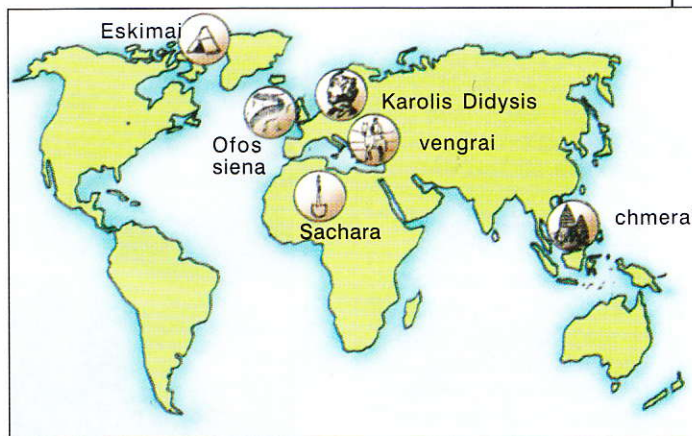 Eskimai
Karolis Didysis
Ofos
siena
vengrai
Sachara
chmera